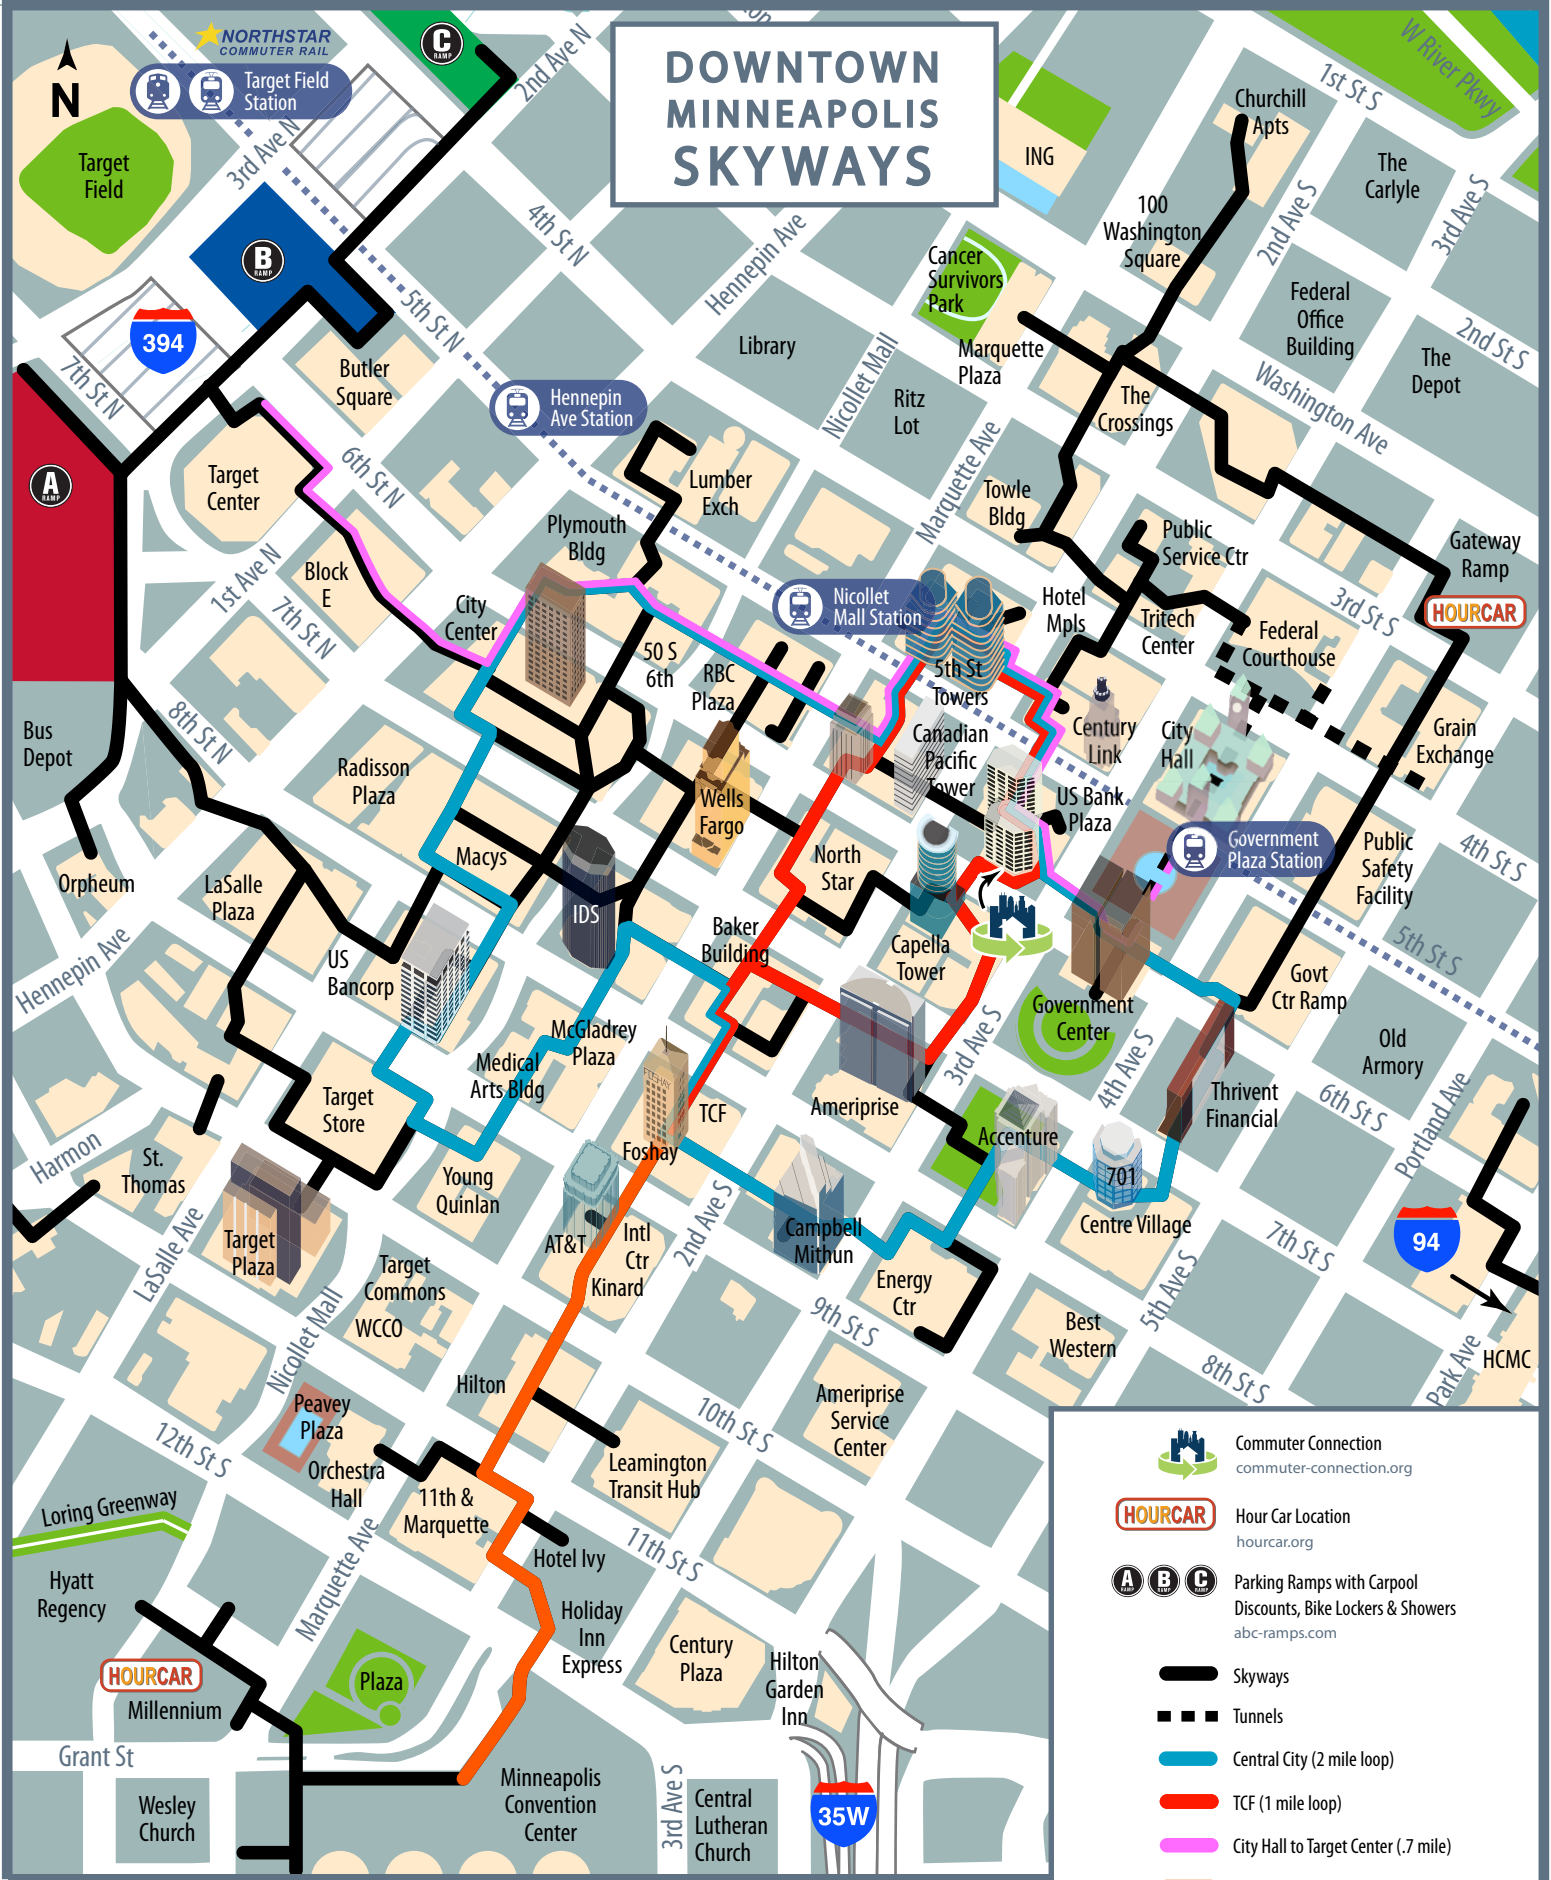 DOWNTOWN
MINNEAPOLIS
SKYWAYS
NORTHSTAR
COMMUTER RAIL
Target Field
Station
N
Target
Field
3rd Ave N
C
RAMP
2nd Ave N
B
RAMP
394
7th St N
Butler
Square
5th St N
4th St N
Hennepin Ave
Library
Hennepin
Ave Station
Nicollet Mall
Ritz
Lot
Cancer
Survivors
Park
Marquette
Plaza
ING
100
Washington
Square
Churchill
Apts
1st St S
W River Pkwy
The
Carlyle
2nd Ave S
3rd Ave S
Federal
Office
Building
2nd St S
The
Depot
Washington Ave
The
Crossings
A
RAMP
Target
Center
6th St N
Lumber
Exch
Plymouth
Bldg
Marquette Ave
Towle
Bldg
Public
Service Ctr
Gateway
Ramp
HOURCAR
3rd St S
1st Ave N
Block
E
7th St N
City
Center
50 S
6th
RBC
Plaza
Nicollet
Mall Station
5th St
Towers
Hotel
Mpls
Tritech
Center
Federal
Courthouse
Bus
Depot
8th St N
Radisson
Plaza
Canadian
Pacific
Tower
Century
Link
City
Hall
Grain
Exchange
Wells
Fargo
US Bank
Plaza
Government
Plaza Station
Public
Safety
Facility
4th St S
Orpheum
LaSalle
Plaza
Macys
IDS
North
Star
Baker
Building
Capella
Tower
5th St S
Hennepin Ave
US
Bancorp
Govt
Ctr Ramp
Government
Center
Old
Armory
McGladrey
Plaza
Medical
Arts Bldg
3rd Ave S
4th Ave S
Target
Store
FOSHAY
TCF
Ameriprise
Accenture
Thrivent
Financial
6th St S
Portland Ave
Harmon
St.
Thomas
Foshay
Young
Quinlan
701
Centre Village
LaSalle Ave
Target
Plaza
AT&T
Intl
Ctr
Kinard
2nd Ave S
Campbell
Mithun
94
7th St S
5th Ave S
Target
Commons
WCCO
Energy
Ctr
Nicollet Mall
9th St S
Best
Western
Park Ave
HCMC
8th St S
Hilton
Peavey
Plaza
Orchestra
Hall
12th St S
10th St S
Ameriprise
Service
Center
Leamington
Transit Hub
11th &
Marquette
Loring Greenway
Marquette Ave
Hotel Ivy
11th St S
Hyatt
Regency
Holiday
Inn
Express
Century
Plaza
Hilton
Garden
Inn
HOURCAR
Millennium
Plaza
Grant St
Wesley
Church
Minneapolis
Convention
Center
3rd Ave S
Central
Lutheran
Church
35W
Commuter Connection
commuter-connection.org
HOURCAR
Hour Car Location
hourcar.org
A
RAMP
B
RAMP
C
RAMP
Parking Ramps with Carpool
Discounts, Bike Lockers & Showers
abc-ramps.com
Skyways
Tunnels
Central City (2 mile loop)
TCF (1 mile loop)
City Hall to Target Center (.7 mile)